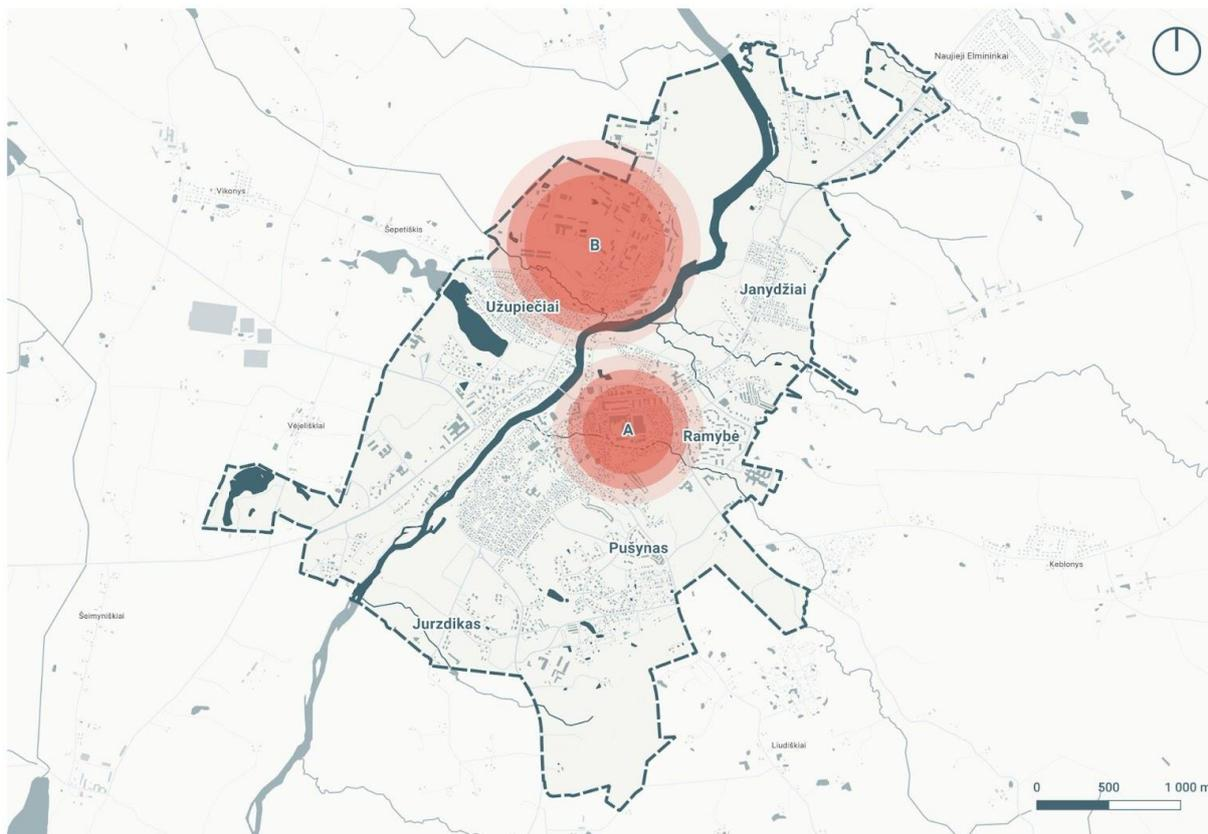 Naujieji Elmininkai
Vikonys
Šepetiškis
B
Janydžiai
Užupiečiai
Vėjeliškiai
A
Ramybė
Pušynas
Keblonys
Šeimyniškiai
Jurzdikas
Liudiškiai
0 500 1 000 m